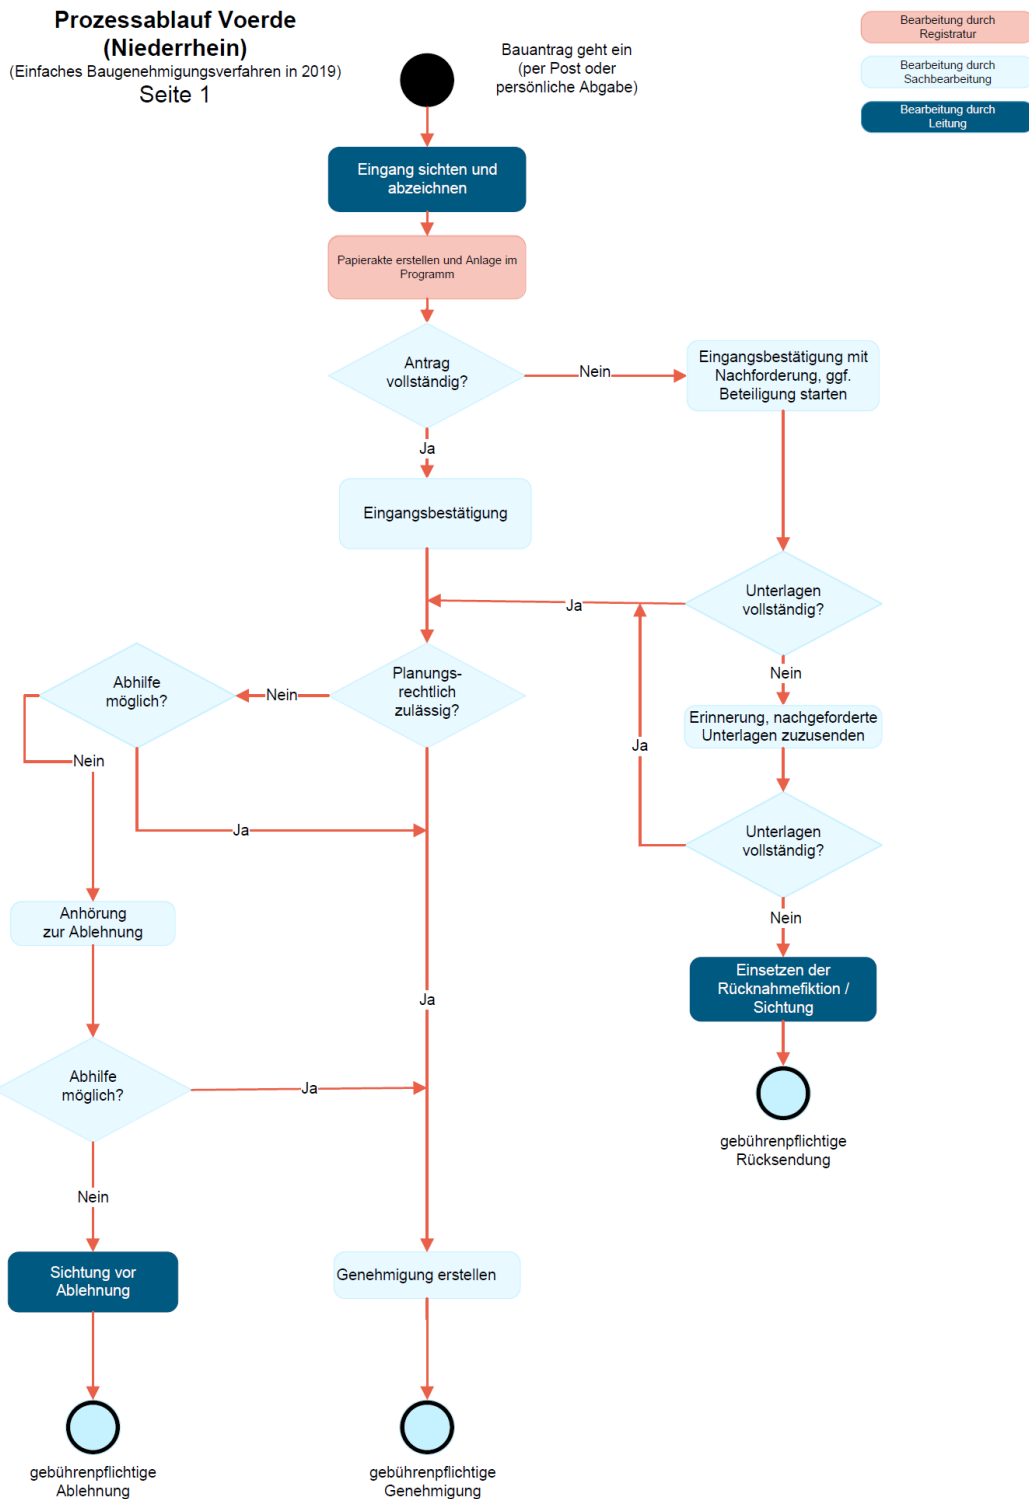 Prozessablauf Voerde
(Niederrhein)
(Einfaches Baugenehmigungsverfahren in 2019)
Seite 1
Bauantrag geht ein
(per Post oder
persönliche Abgabe)
Bearbeitung durch
Registratur
Bearbeitung durch
Sachbearbeitung
Bearbeitung durch
Leitung
Eingang sichten und
abzeichnen
Papierakte erstellen und Anlage im
Programm
Antrag
vollständig?
Nein
Eingangsbestätigung mit
Nachforderung, ggf.
Beteiligung starten
Ja
Eingangsbestätigung
Ja
Unterlagen
vollständig?
Nein
Planungs-
rechtlich
zulässig?
Nein
Abhilfe
möglich?
Erinnerung, nachgeforderte
Unterlagen zuzusenden
Ja
Nein
Ja
Unterlagen
vollständig?
Nein
Anhörung
zur Ablehnung
Einsetzen der
Rücknahmefiktion /
Sichtung
Ja
Abhilfe
möglich?
Ja
gebührenpflichtige
Rücksendung
Nein
Sichtung vor
Ablehnung
Genehmigung erstellen
gebührenpflichtige
Ablehnung
gebührenpflichtige
Genehmigung